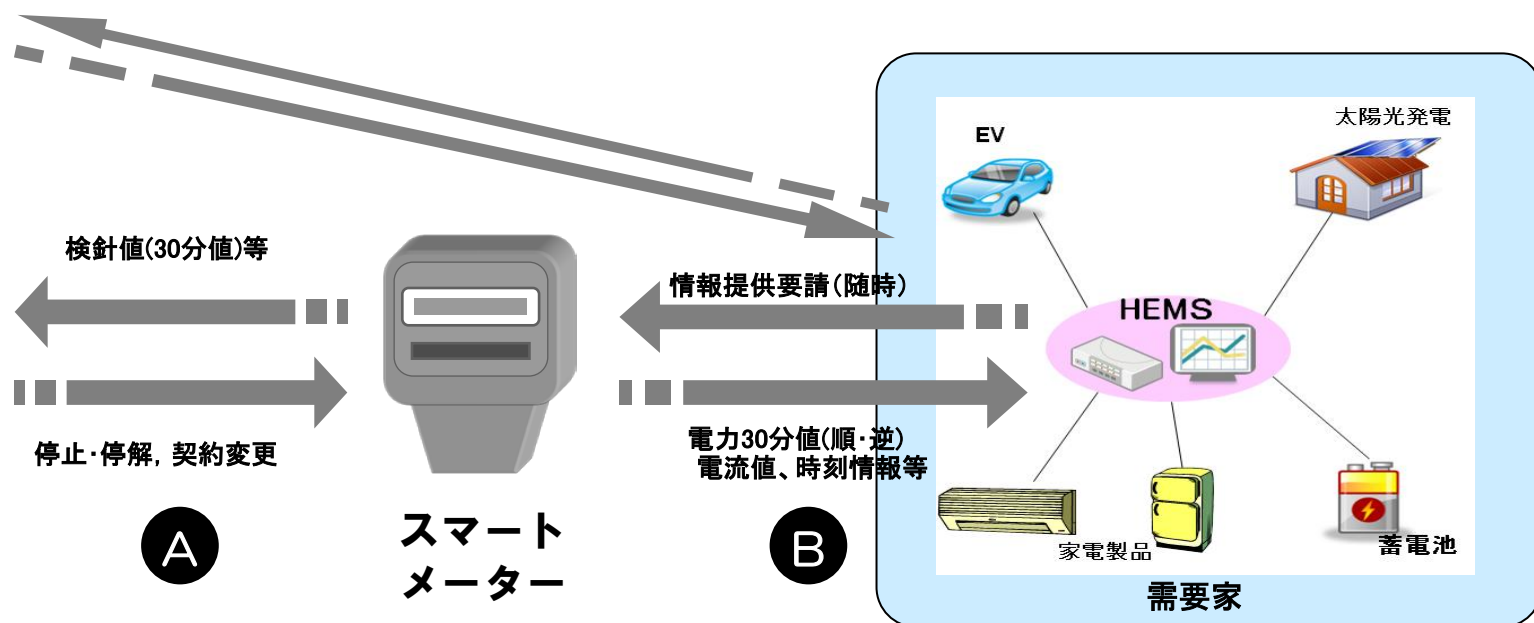 EV
太陽光発電
検針値(30分値)等
情報提供要請(随時)
HEMS
停止・停解, 契約変更
電力30分値(順・逆)
電流値、時刻情報等
A
スマート
メーター
B
家電製品
蓄電池
需要家